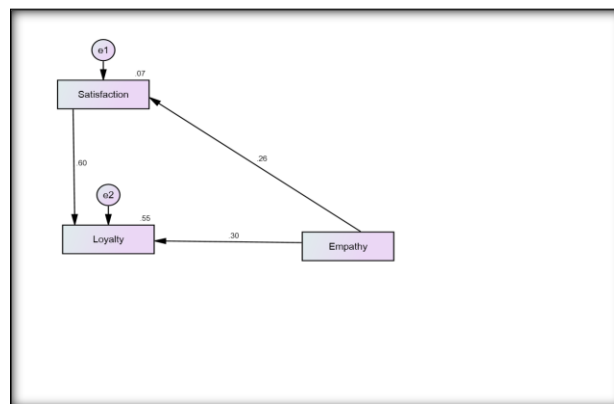 e1
.07
Satisfaction
.26
.60
e2
.55
Loyalty
.30
Empathy